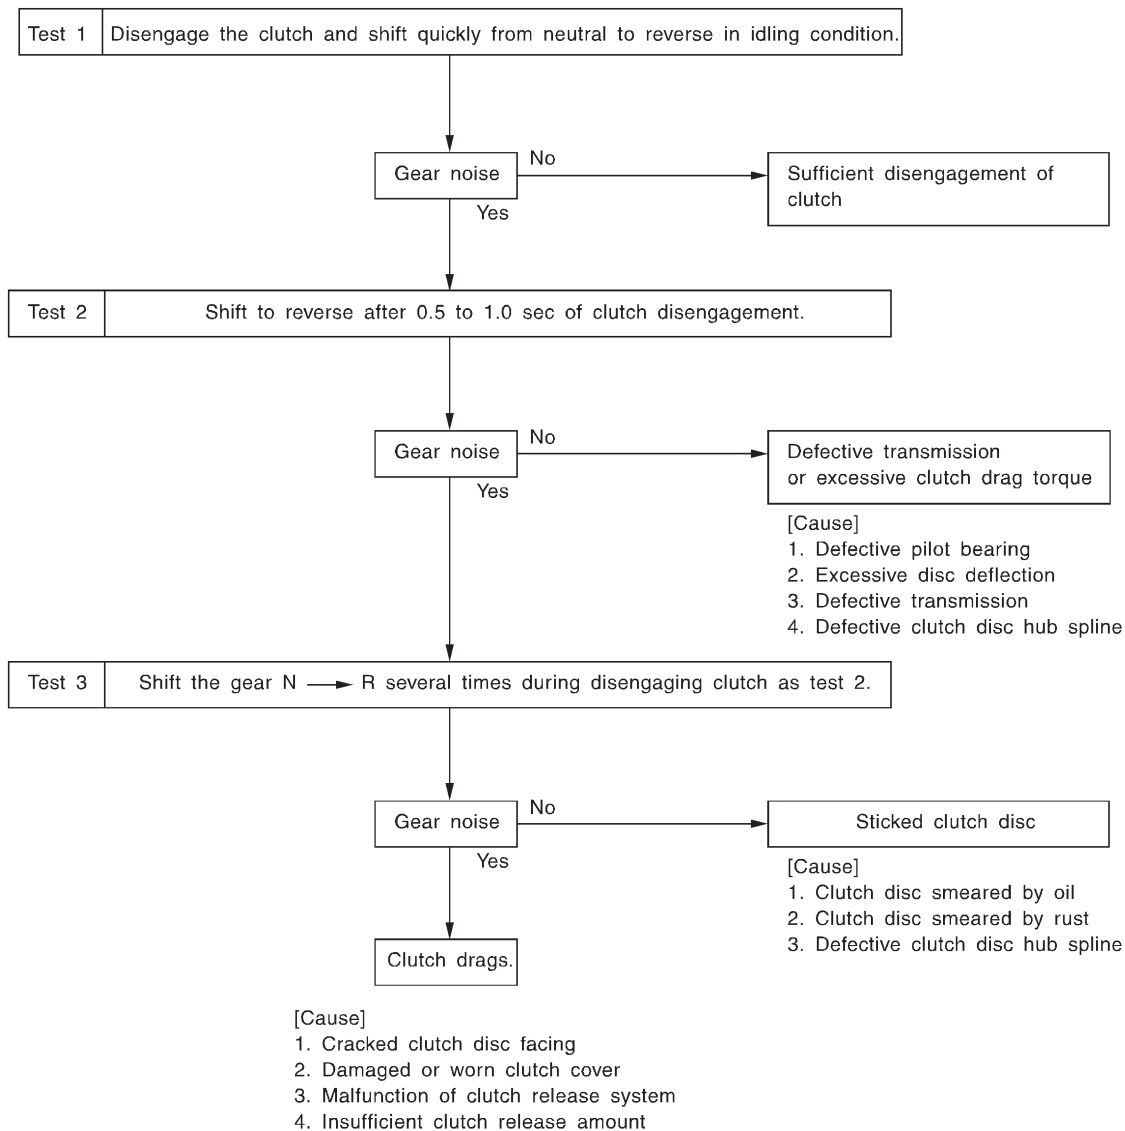 Test 1 Disengage the clutch and shift quickly from neutral to reverse in idling condition.
Gear noise
No
Sufficient disengagement of
clutch
Yes
Test 2 Shift to reverse after 0.5 to 1.0 sec of clutch disengagement.
Gear noise
No
Defective transmission
or excessive clutch drag torque
Yes
[Cause]
1. Defective pilot bearing
2. Excessive disc deflection
3. Defective transmission
4. Defective clutch disc hub spline
Test 3 Shift the gear N → R several times during disengaging clutch as test 2.
Gear noise
No
Sticked clutch disc
Yes
[Cause]
1. Clutch disc smeared by oil
2. Clutch disc smeared by rust
3. Defective clutch disc hub spline
Clutch drags.
[Cause]
1. Cracked clutch disc facing
2. Damaged or worn clutch cover
3. Malfunction of clutch release system
4. Insufficient clutch release amount